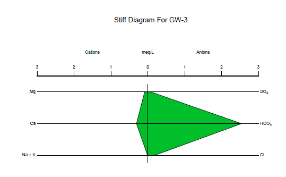 Stiff Diagram For GW-3
Cations meq/L Anions
3 2 1 0 1 2 3
Mg SO₄
Ca HCO₃
Na + K Cl